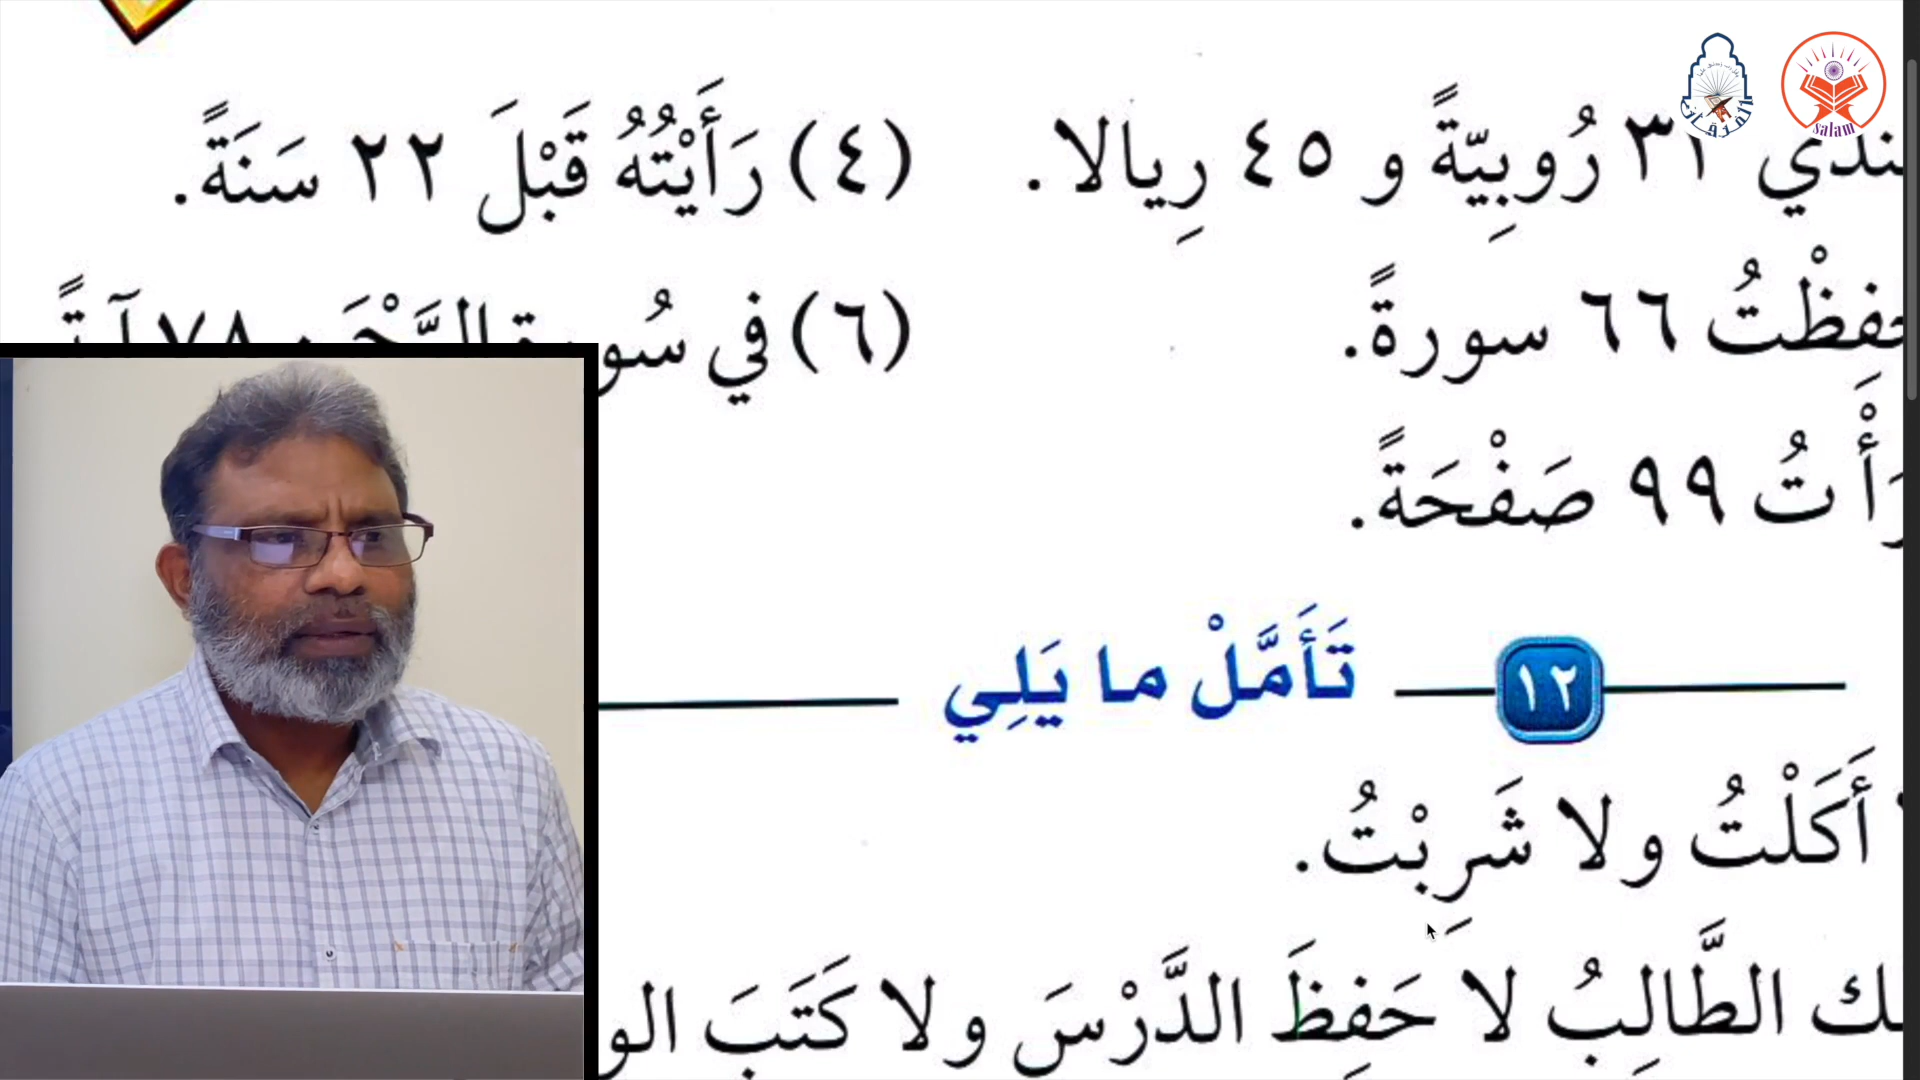 ٣١ رُوبِيّةً و ٤٥ رِيالا. (٤) رَأَيْتُهُ قَبْلَ ٢٢ سَنَةً.
٦٦ سورةً. (٦) في
٩٩ صَفْحَةً.
١٢ تَأَمَّلْ ما يَلِي
أَكَلْتُ ولا شَرِبْتُ.
الطَّالِبُ لا حَفِظَ الدَّرْسَ ولا كَتَبَ
salam